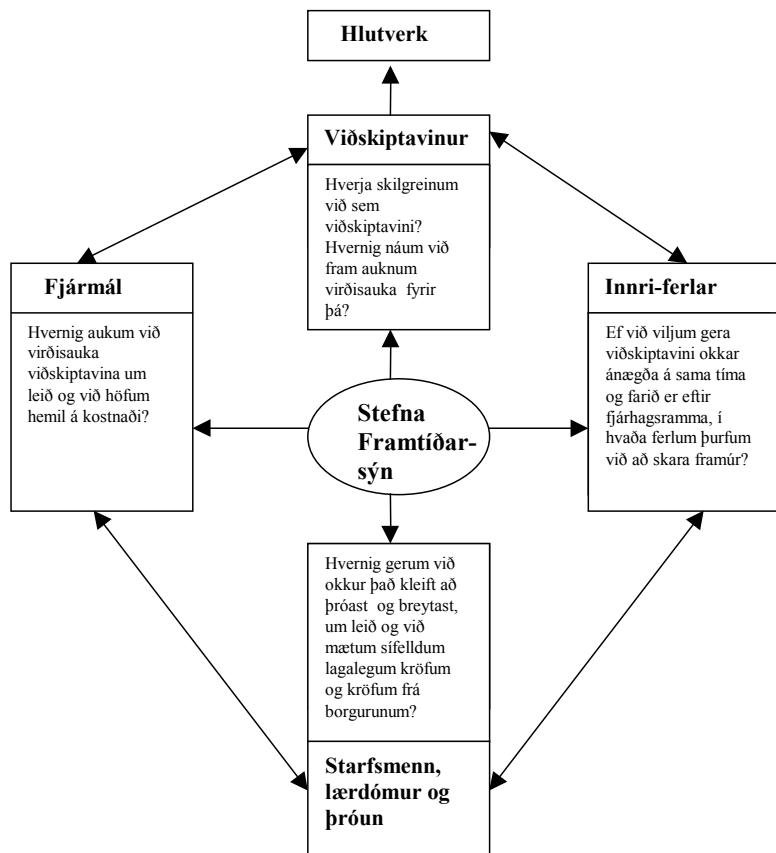 Hlutverk
Viðskiptavinur
Hverja skilgreinum
við sem
viðskiptavini?
Hvernig náum við
fram auknum
virðisauka fyrir
þá?
Fjármál
Hvernig aukum við
virðisauka
viðskiptavina um
leið og við höfum
hemil á kostnaði?
Innri-ferlar
Ef við viljum gera
viðskiptavini okkar
ánægða á sama tíma
og farið er eftir
fjárhagsramma, í
hvaða ferlum þurfum
við að skara framúr?
Stefna
Framtíðar-
sýn
Hvernig gerum við
okkur það kleift að
þróast og breytast,
um leið og við
mætum sífelldum
lagalegum kröfum
og kröfum frá
borgurunum?
Starfsmenn,
lærdómur og
þróun